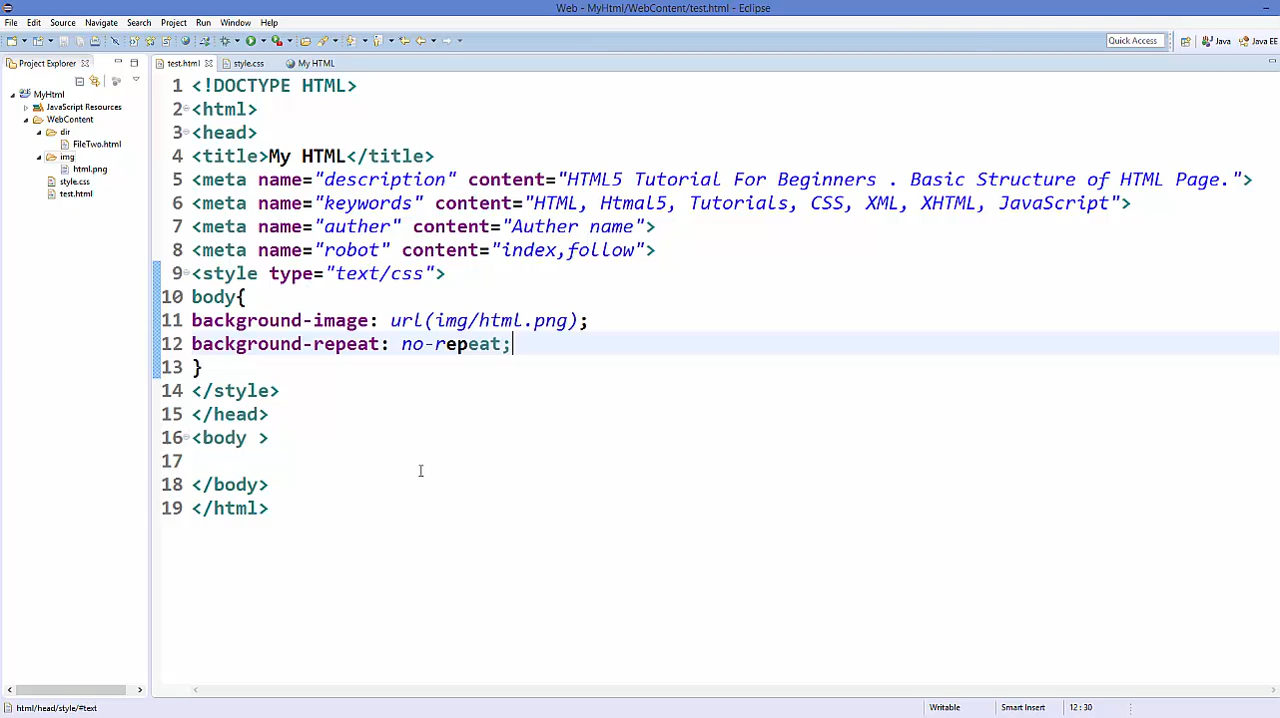 Web - MyHtml/WebContent/test.html - Eclipse
File Edit Source Navigate Search Project Run Window Help
Quick Access Java Java EE
Project Explorer test.html style.css My HTML
MyHtml
JavaScript Resources
WebContent
dir
FileTwo.html
img
html.png
style.css
test.html
1 <!DOCTYPE HTML>
2 <html>
3 <head>
4 <title>My HTML</title>
5 <meta name="description" content="HTML5 Tutorial For Beginners . Basic Structure of HTML Page.">
6 <meta name="keywords" content="HTML, Htmal5, Tutorials, CSS, XML, XHTML, JavaScript">
7 <meta name="auther" content="Auther name">
8 <meta name="robot" content="index,follow">
9 <style type="text/css">
10 body{
11 background-image: url(img/html.png);
12 background-repeat: no-repeat;
13 }
14 </style>
15 </head>
16 <body >
17
18 </body>
19 </html>
html/head/style/#text Writable Smart Insert 12:30